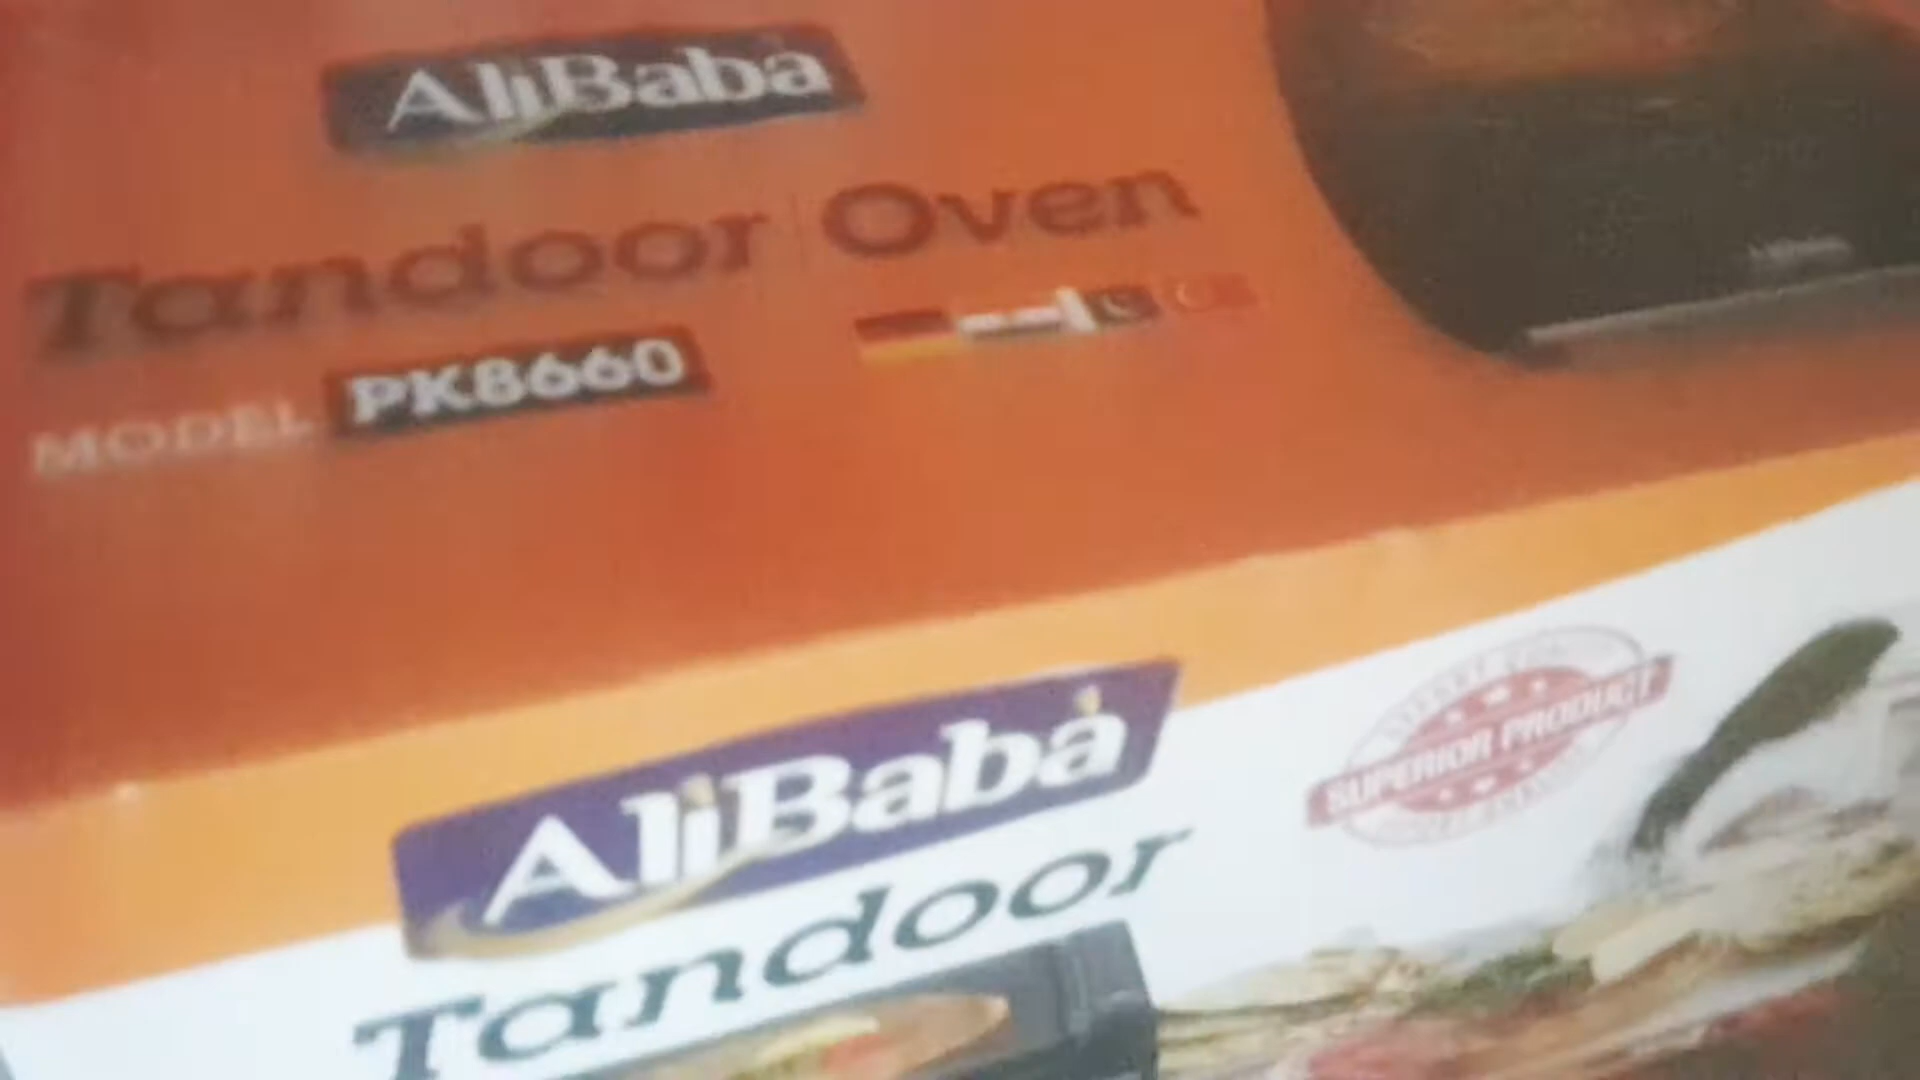 AliBaba
Tandoor Oven
MODEL PK8660
AliBaba
SUPERIOR PRODUCT
Tandoor